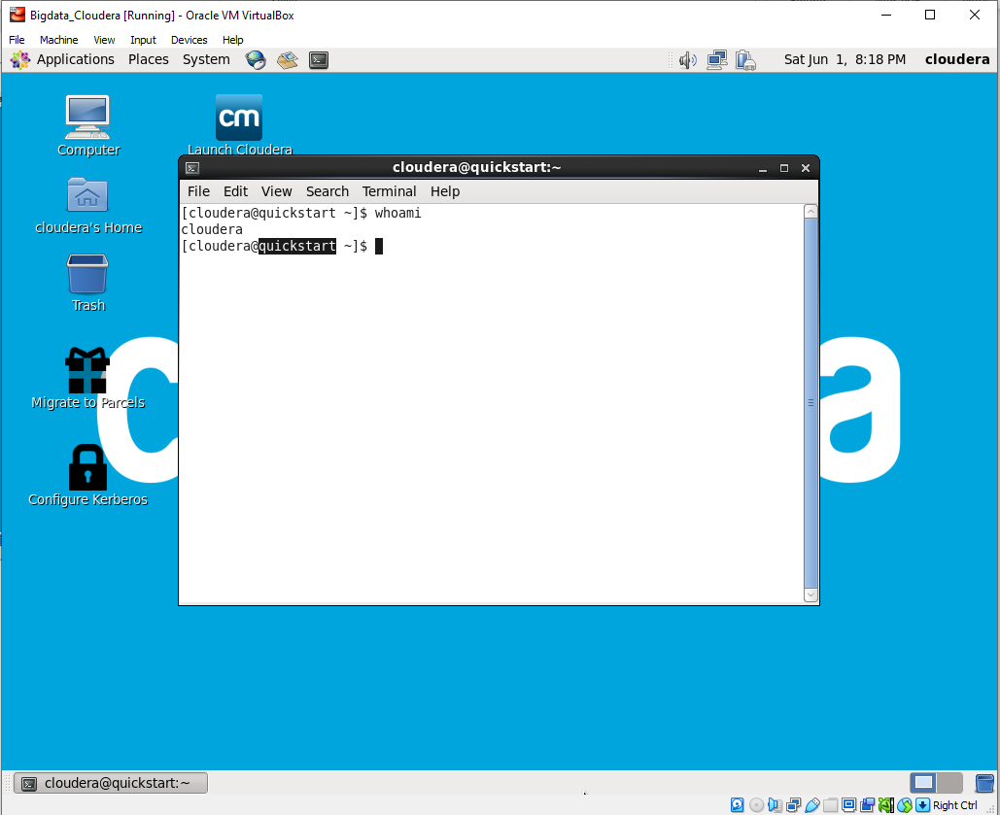 Bigdata_Cloudera [Running] - Oracle VM VirtualBox
File Machine View Input Devices Help
Applications Places System Sat Jun 1, 8:18 PM cloudera
Computer
cm
Launch Cloudera
cloudera@quickstart:~
File Edit View Search Terminal Help
[cloudera@quickstart ~]$ whoami
cloudera
[cloudera@quickstart ~]$
cloudera's Home
Trash
Migrate to Parcels
Configure Kerberos
c a
cloudera@quickstart:~
Right Ctrl